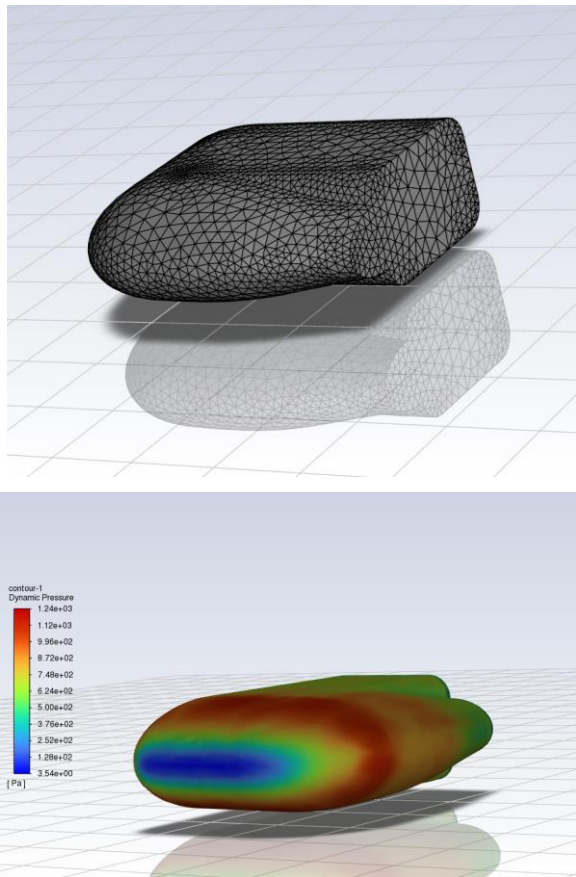 contour-1
Dynamic Pressure
1.24e+03
1.12e+03
9.96e+02
8.72e+02
7.48e+02
6.24e+02
5.00e+02
3.76e+02
2.52e+02
1.28e+02
3.54e+00
[ Pa ]